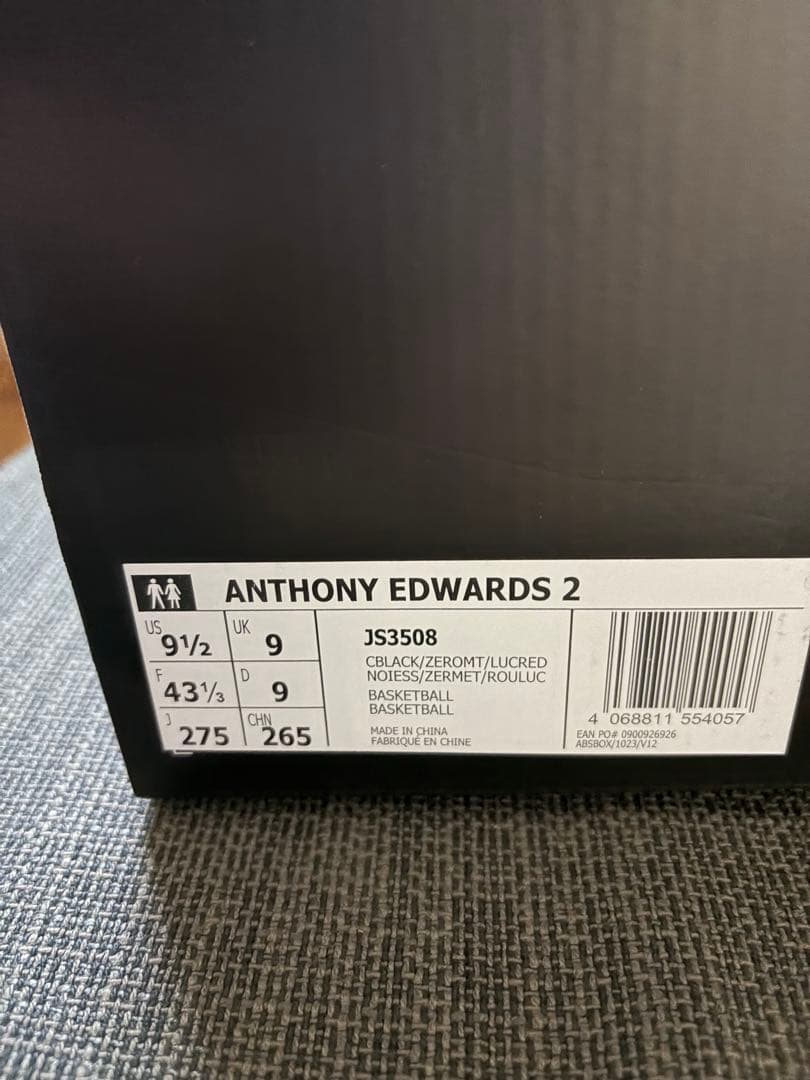 ANTHONY EDWARDS 2
US 9½ UK 9
F 43⅓ D 9
J 275 CHN 265
JS3508
CBLACK/ZEROMT/LUCRED
NOIESS/ZERMET/ROULUC
BASKETBALL
BASKETBALL
MADE IN CHINA
FABRIQUÉ EN CHINE
4 068811 554057
EAN PO# 0900926926
ABSBOX/1023/V12